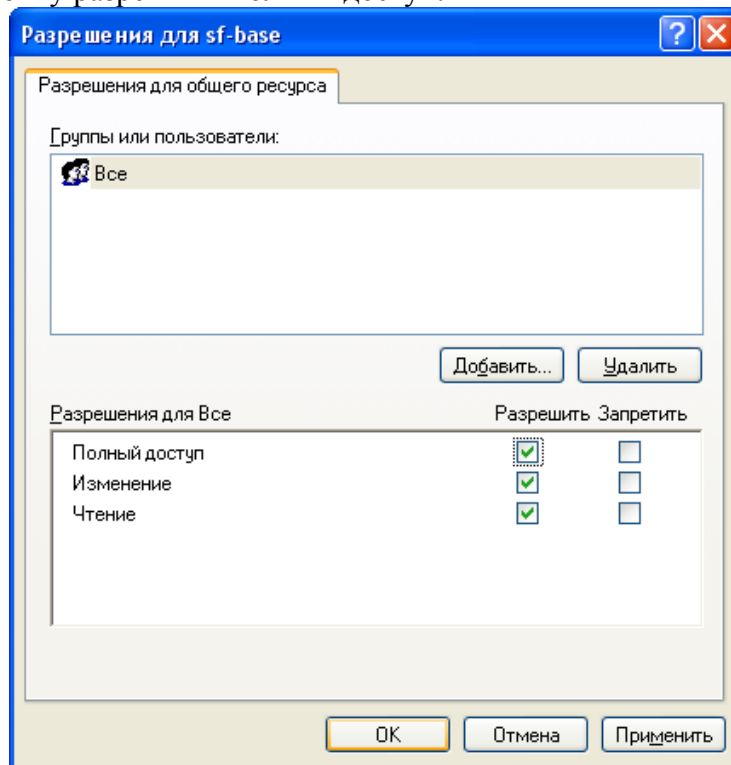 Разрешения для sf-base
Разрешения для общего ресурса
Группы или пользователи:
Все
Добавить... Удалить
Разрешения для Все Разрешить Запретить
Полный доступ
Изменение
Чтение
OK Отмена Применить